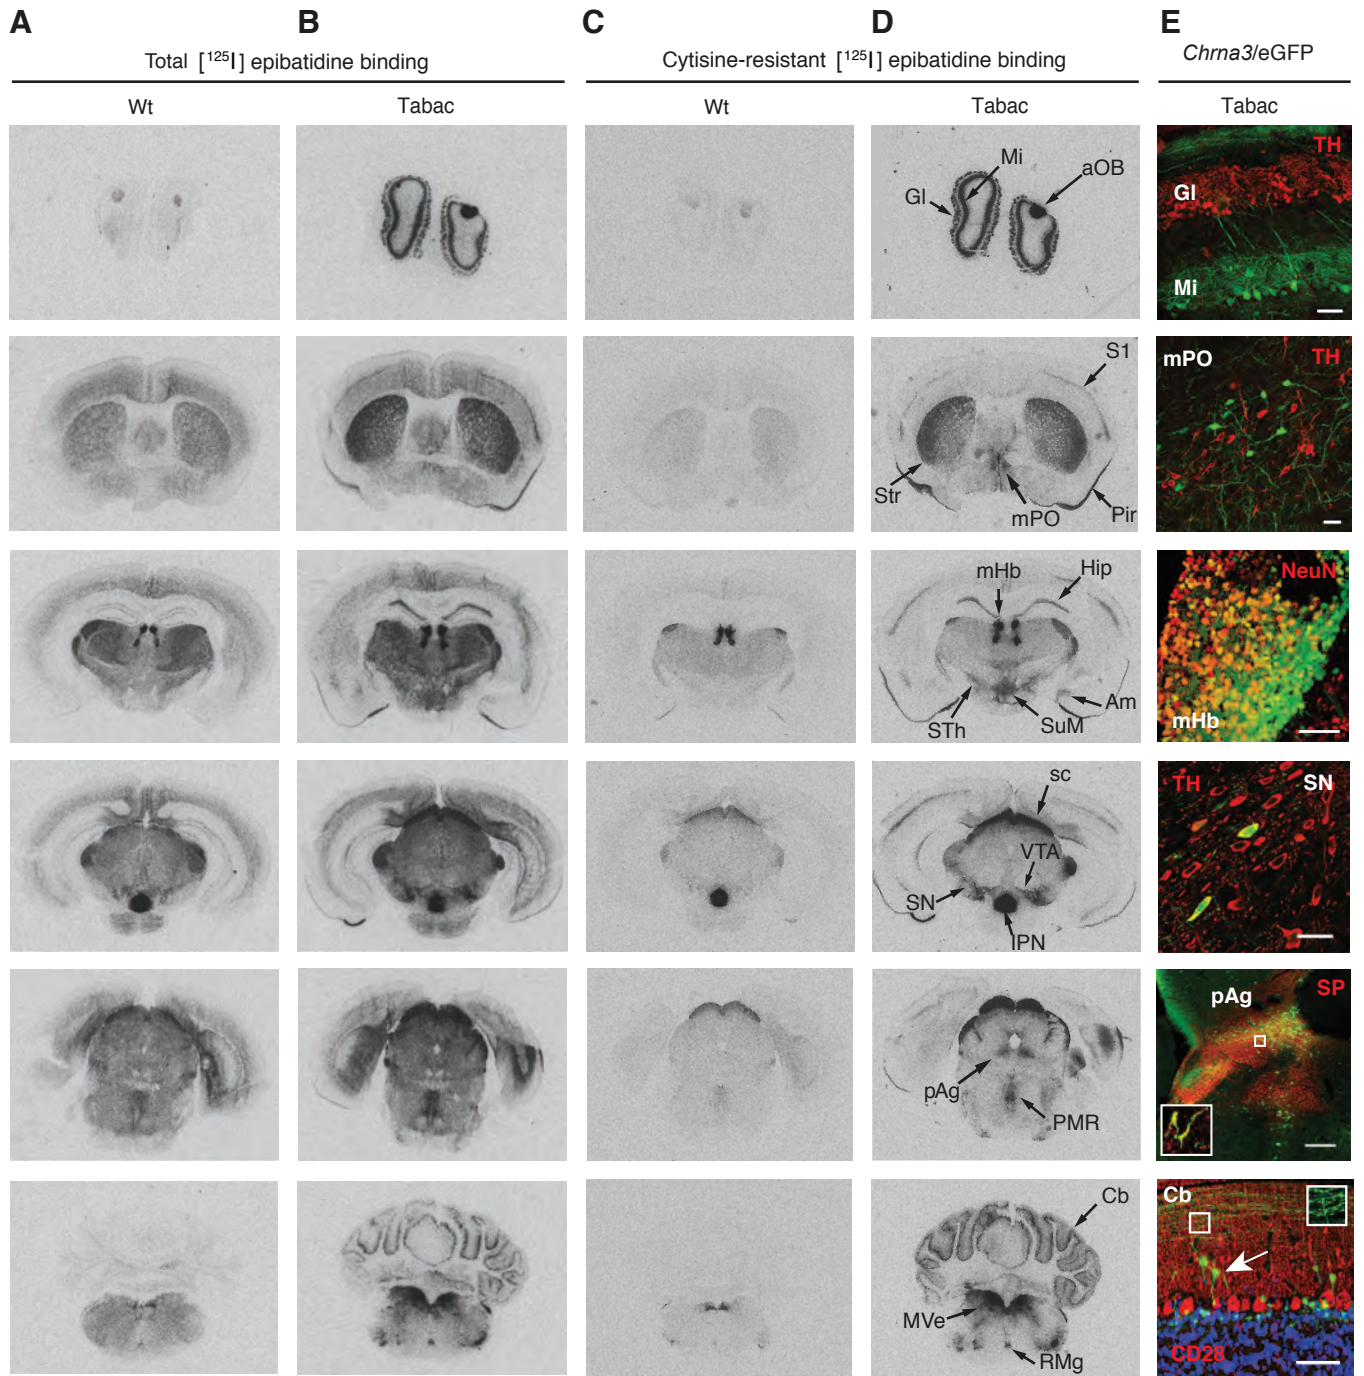 A B C D E
Total [¹²⁵I] epibatidine binding
Cytisine-resistant [¹²⁵I] epibatidine binding
Chrna3/eGFP
Wt Tabac Wt Tabac Tabac
Mi
aOB
Gl
TH
Gl
Mi
S1
Str
mPO
Pir
mPO
TH
mHb
Hip
STh
SuM
Am
NeuN
mHb
sc
VTA
SN
IPN
TH
SN
pAg
PMR
pAg
SP
Cb
MVe
RMg
Cb
CD28